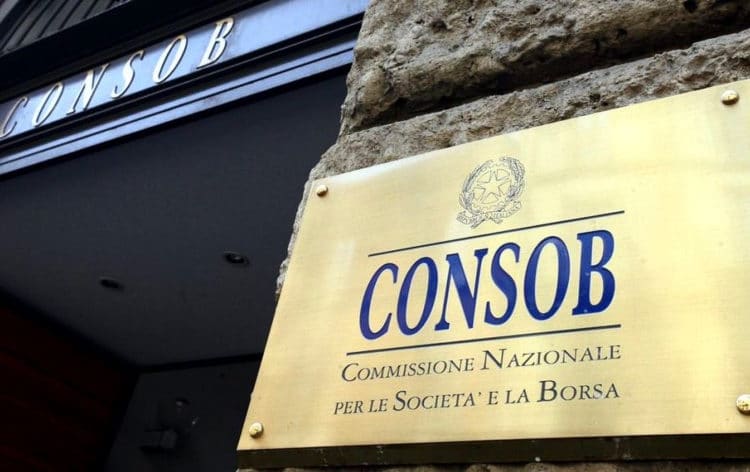 CONSOB
CONSOB
COMMISSIONE NAZIONALE
PER LE SOCIETA' E LA BORSA